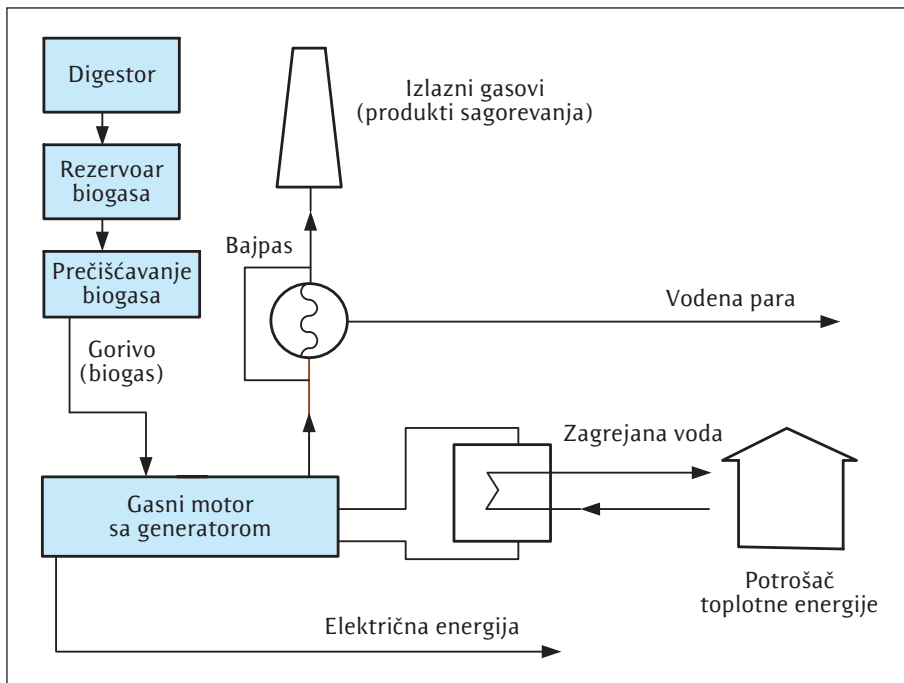 Digestor
Izlazni gasovi
(produkti sagorevanja)
Rezervoar
biogasa
Bajpas
Prečišćavanje
biogasa
Vodena para
Gorivo
(biogas)
Zagrejana voda
Gasni motor
sa generatorom
Potrošač
toplotne energije
Električna energija